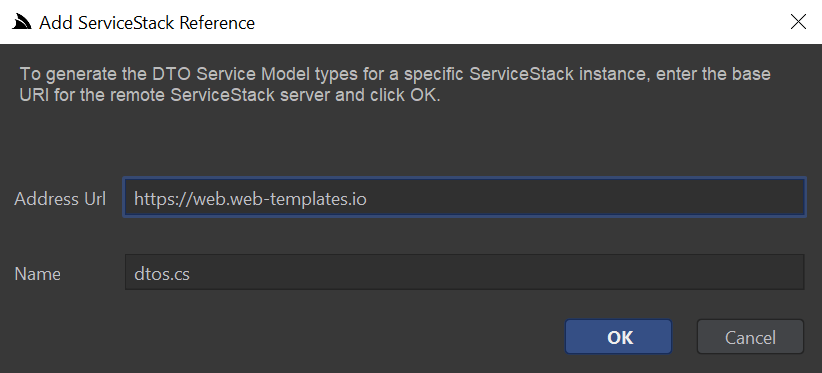 Add ServiceStack Reference
To generate the DTO Service Model types for a specific ServiceStack instance, enter the base
URI for the remote ServiceStack server and click OK.
Address Url
https://web.web-templates.io
Name
dtos.cs
OK
Cancel